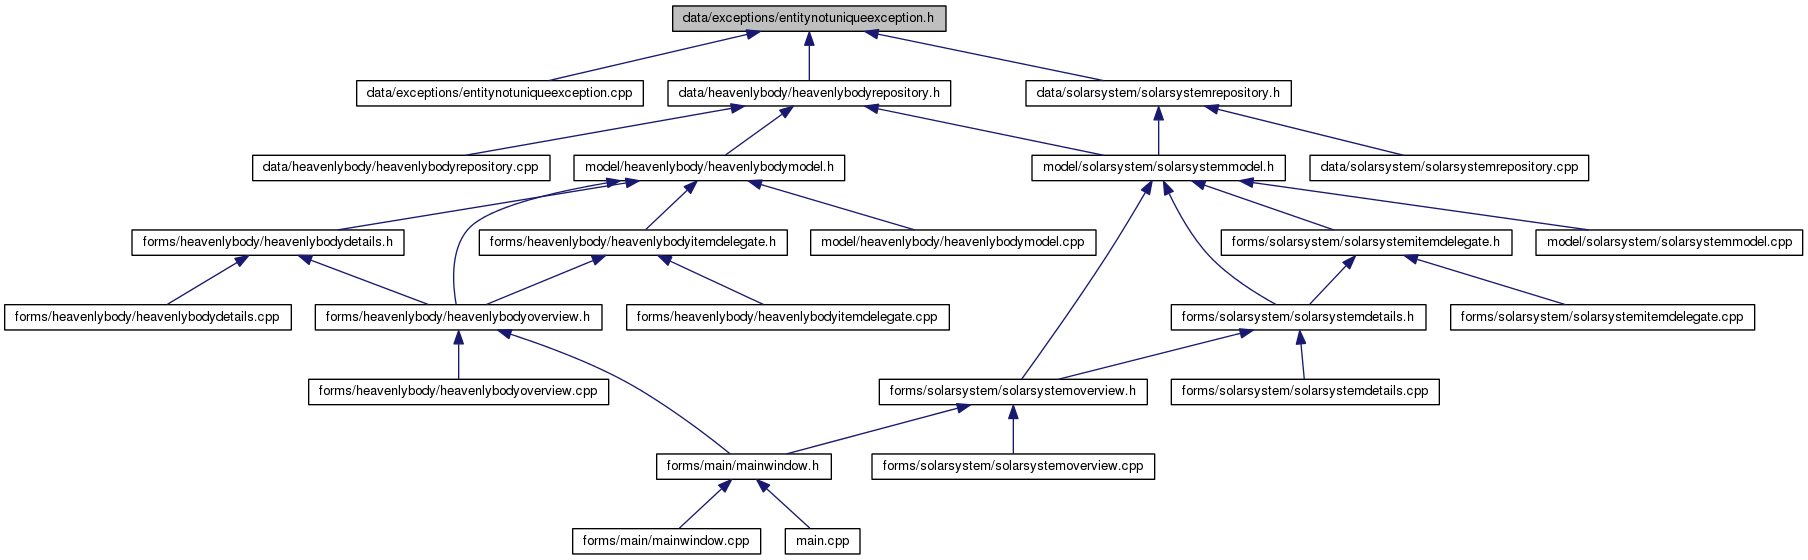 data/exceptions/entitynotuniqueexception.h
data/exceptions/entitynotuniqueexception.cpp
data/heavenlybody/heavenlybodyrepository.h
data/solarsystem/solarsystemrepository.h
data/heavenlybody/heavenlybodyrepository.cpp
model/heavenlybody/heavenlybodymodel.h
model/solarsystem/solarsystemmodel.h
data/solarsystem/solarsystemrepository.cpp
forms/heavenlybody/heavenlybodydetails.h
forms/heavenlybody/heavenlybodyitemdelegate.h
model/heavenlybody/heavenlybodymodel.cpp
forms/solarsystem/solarsystemitemdelegate.h
model/solarsystem/solarsystemmodel.cpp
forms/heavenlybody/heavenlybodydetails.cpp
forms/heavenlybody/heavenlybodyoverview.h
forms/heavenlybody/heavenlybodyitemdelegate.cpp
forms/solarsystem/solarsystemdetails.h
forms/solarsystem/solarsystemitemdelegate.cpp
forms/heavenlybody/heavenlybodyoverview.cpp
forms/solarsystem/solarsystemoverview.h
forms/solarsystem/solarsystemdetails.cpp
forms/main/mainwindow.h
forms/solarsystem/solarsystemoverview.cpp
forms/main/mainwindow.cpp
main.cpp